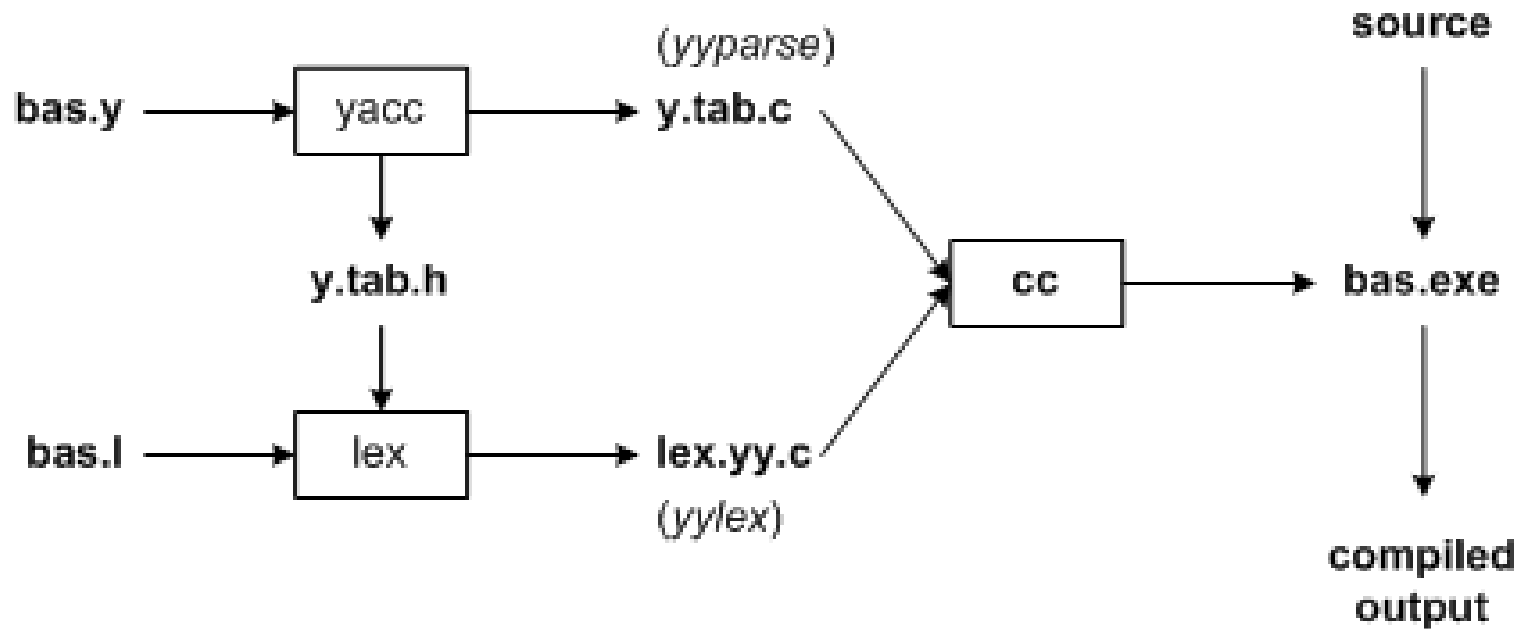 (yyparse)
source
bas.y
yacc
y.tab.c
y.tab.h
cc
bas.exe
bas.l
lex
lex.yy.c
(yylex)
compiled
output